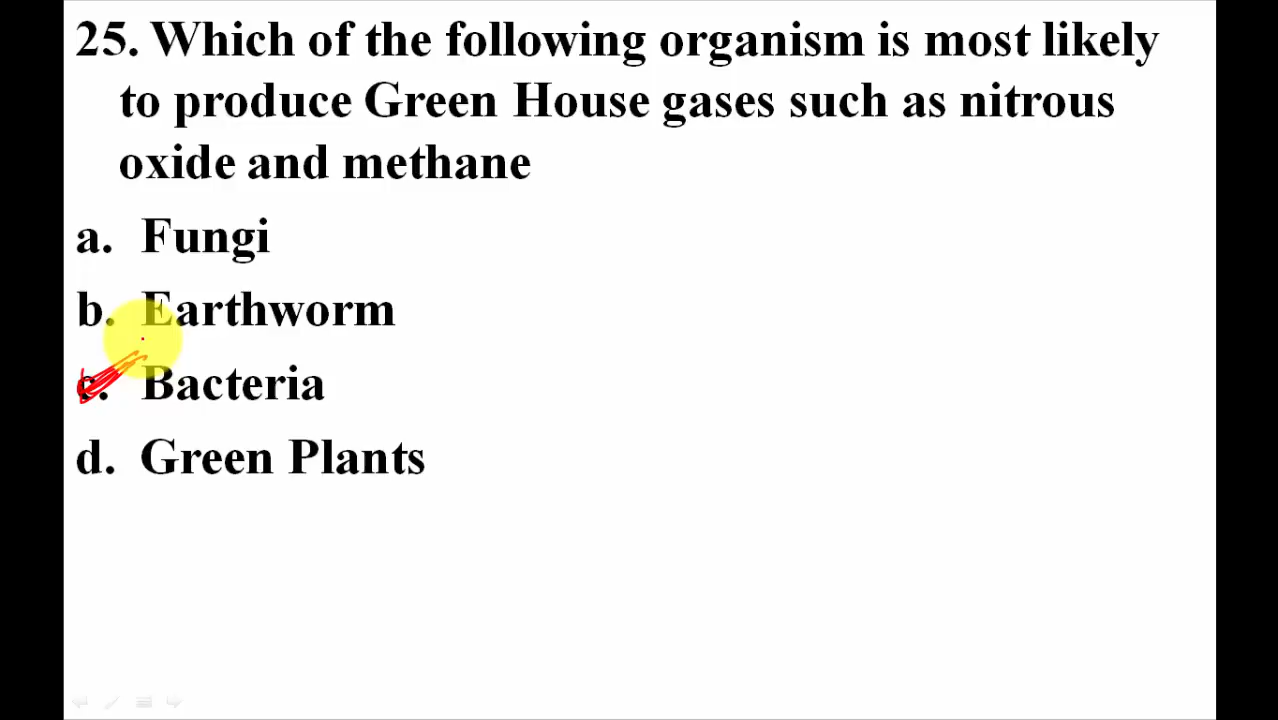 25. Which of the following organism is most likely
to produce Green House gases such as nitrous
oxide and methane
a. Fungi
b. Earthworm
c. Bacteria
d. Green Plants